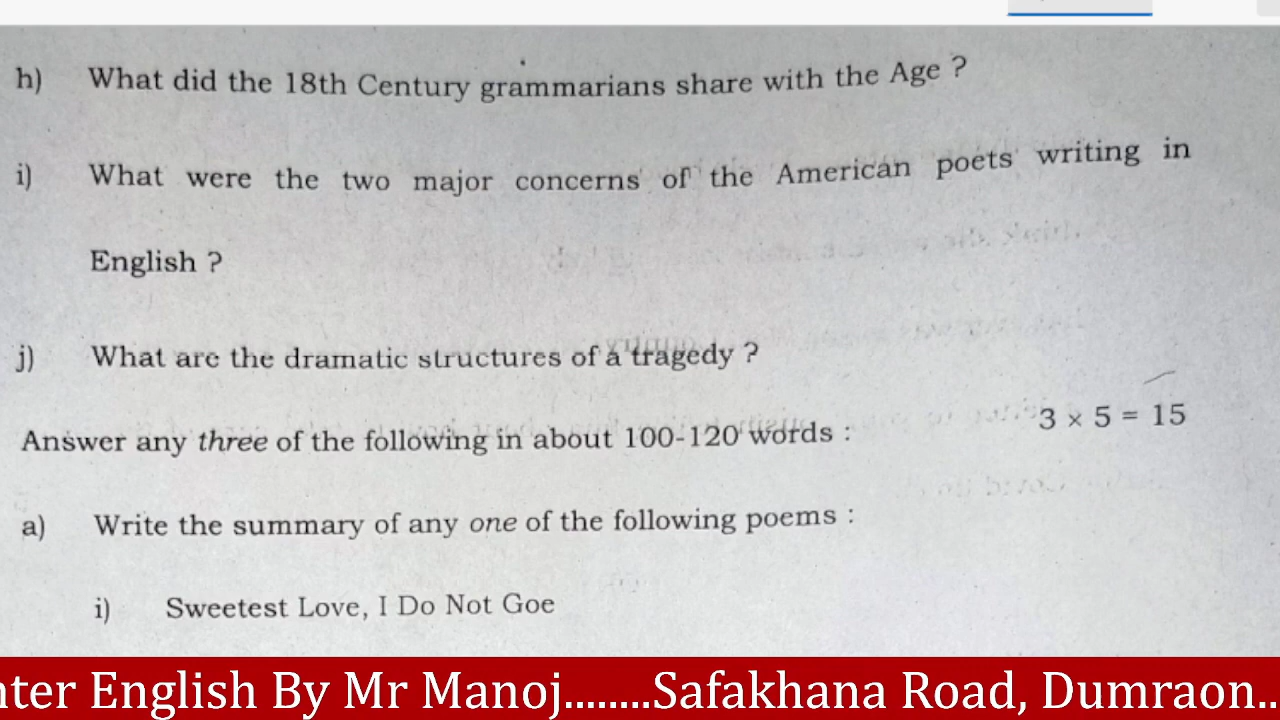 h) What did the 18th Century grammarians share with the Age ?
i) What were the two major concerns of the American poets writing in
English ?
j) What are the dramatic structures of a tragedy ?
Answer any three of the following in about 100-120 words : 3 × 5 = 15
a) Write the summary of any one of the following poems :
i) Sweetest Love, I Do Not Goe
nter English By Mr Manoj........Safakhana Road, Dumraon..